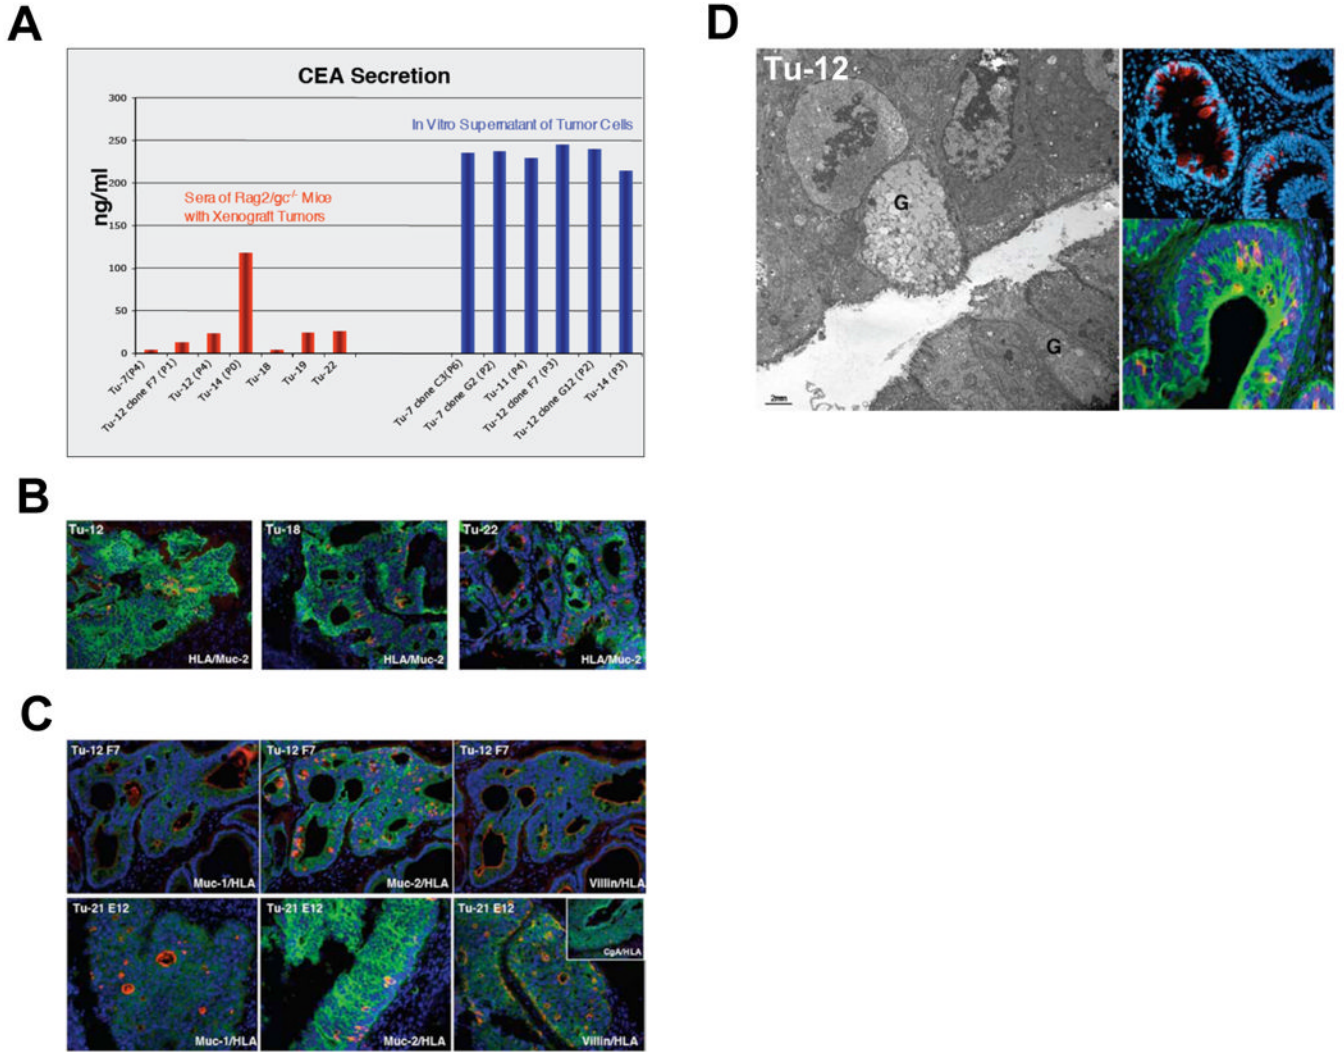 A
CEA Secretion
300
250
200
150
100
50
0
ng/ml
In Vitro Supernatant of Tumor Cells
Sera of Rag2/gc-/- Mice
with Xenograft Tumors
Tu-7(P4)
Tu-12 clone F7 (P1)
Tu-12 (P4)
Tu-14 (P0)
Tu-18
Tu-19
Tu-22
Tu-7 clone C3(P6)
Tu-7 clone G2 (P2)
Tu-11 (P4)
Tu-12 clone F7 (P3)
Tu-12 clone G12 (P2)
Tu-14 (P3)
B
Tu-12
HLA/Muc-2
Tu-18
HLA/Muc-2
Tu-22
HLA/Muc-2
C
Tu-12 F7
Muc-1/HLA
Tu-12 F7
Muc-2/HLA
Tu-12 F7
Villin/HLA
Tu-21 E12
Muc-1/HLA
Tu-21 E12
Muc-2/HLA
Tu-21 E12
CgA/HLA
Villin/HLA
D
Tu-12
G
G
2mm